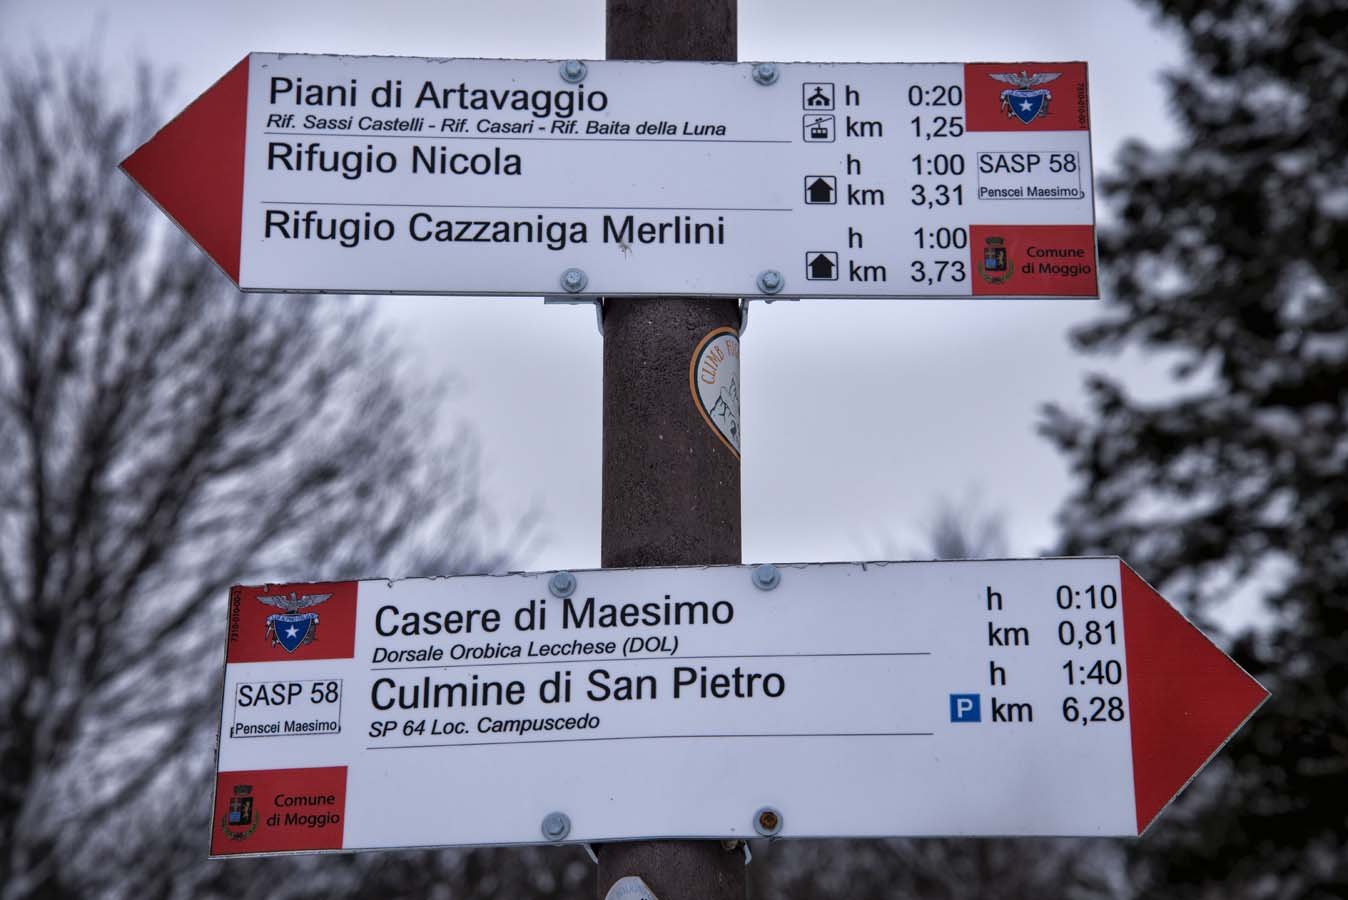 Piani di Artavaggio h 0:20
Rif. Sassi Castelli - Rif. Casari - Rif. Baita della Luna km 1,25
Rifugio Nicola h 1:00
km 3,31
Rifugio Cazzaniga Merlini h 1:00
km 3,73
SASP 58
Penscei Maesimo
Comune
di Moggio
CLIMB
Casere di Maesimo h 0:10
Dorsale Orobica Lecchese (DOL) km 0,81
Culmine di San Pietro h 1:40
SP 64 Loc. Campuscedo P km 6,28
SASP 58
Penscei Maesimo
Comune
di Moggio